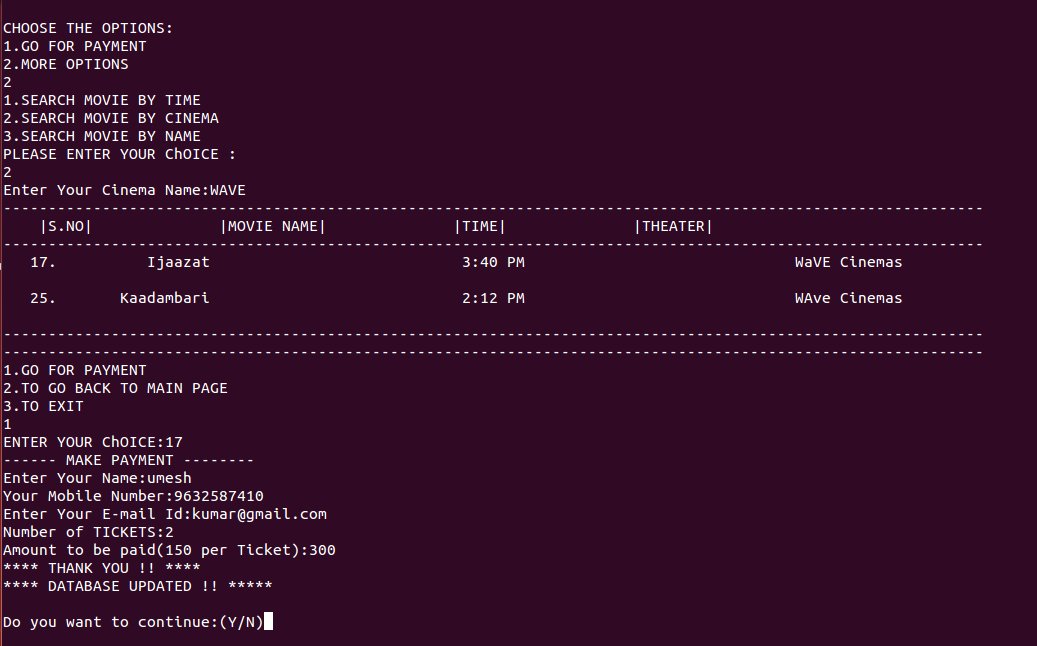 CHOOSE THE OPTIONS:
1.GO FOR PAYMENT
2.MORE OPTIONS
2
1.SEARCH MOVIE BY TIME
2.SEARCH MOVIE BY CINEMA
3.SEARCH MOVIE BY NAME
PLEASE ENTER YOUR ChOICE :
2
Enter Your Cinema Name:WAVE
-------------------------------------------------------------------------------------------------------------
|S.NO| |MOVIE NAME| |TIME| |THEATER|
-------------------------------------------------------------------------------------------------------------
17. Ijaazat 3:40 PM WaVE Cinemas
25. Kaadambari 2:12 PM WAve Cinemas
-------------------------------------------------------------------------------------------------------------
-------------------------------------------------------------------------------------------------------------
1.GO FOR PAYMENT
2.TO GO BACK TO MAIN PAGE
3.TO EXIT
1
ENTER YOUR ChOICE:17
------ MAKE PAYMENT --------
Enter Your Name:umesh
Your Mobile Number:9632587410
Enter Your E-mail Id:kumar@gmail.com
Number of TICKETS:2
Amount to be paid(150 per Ticket):300
**** THANK YOU !! ****
**** DATABASE UPDATED !! *****
Do you want to continue:(Y/N)